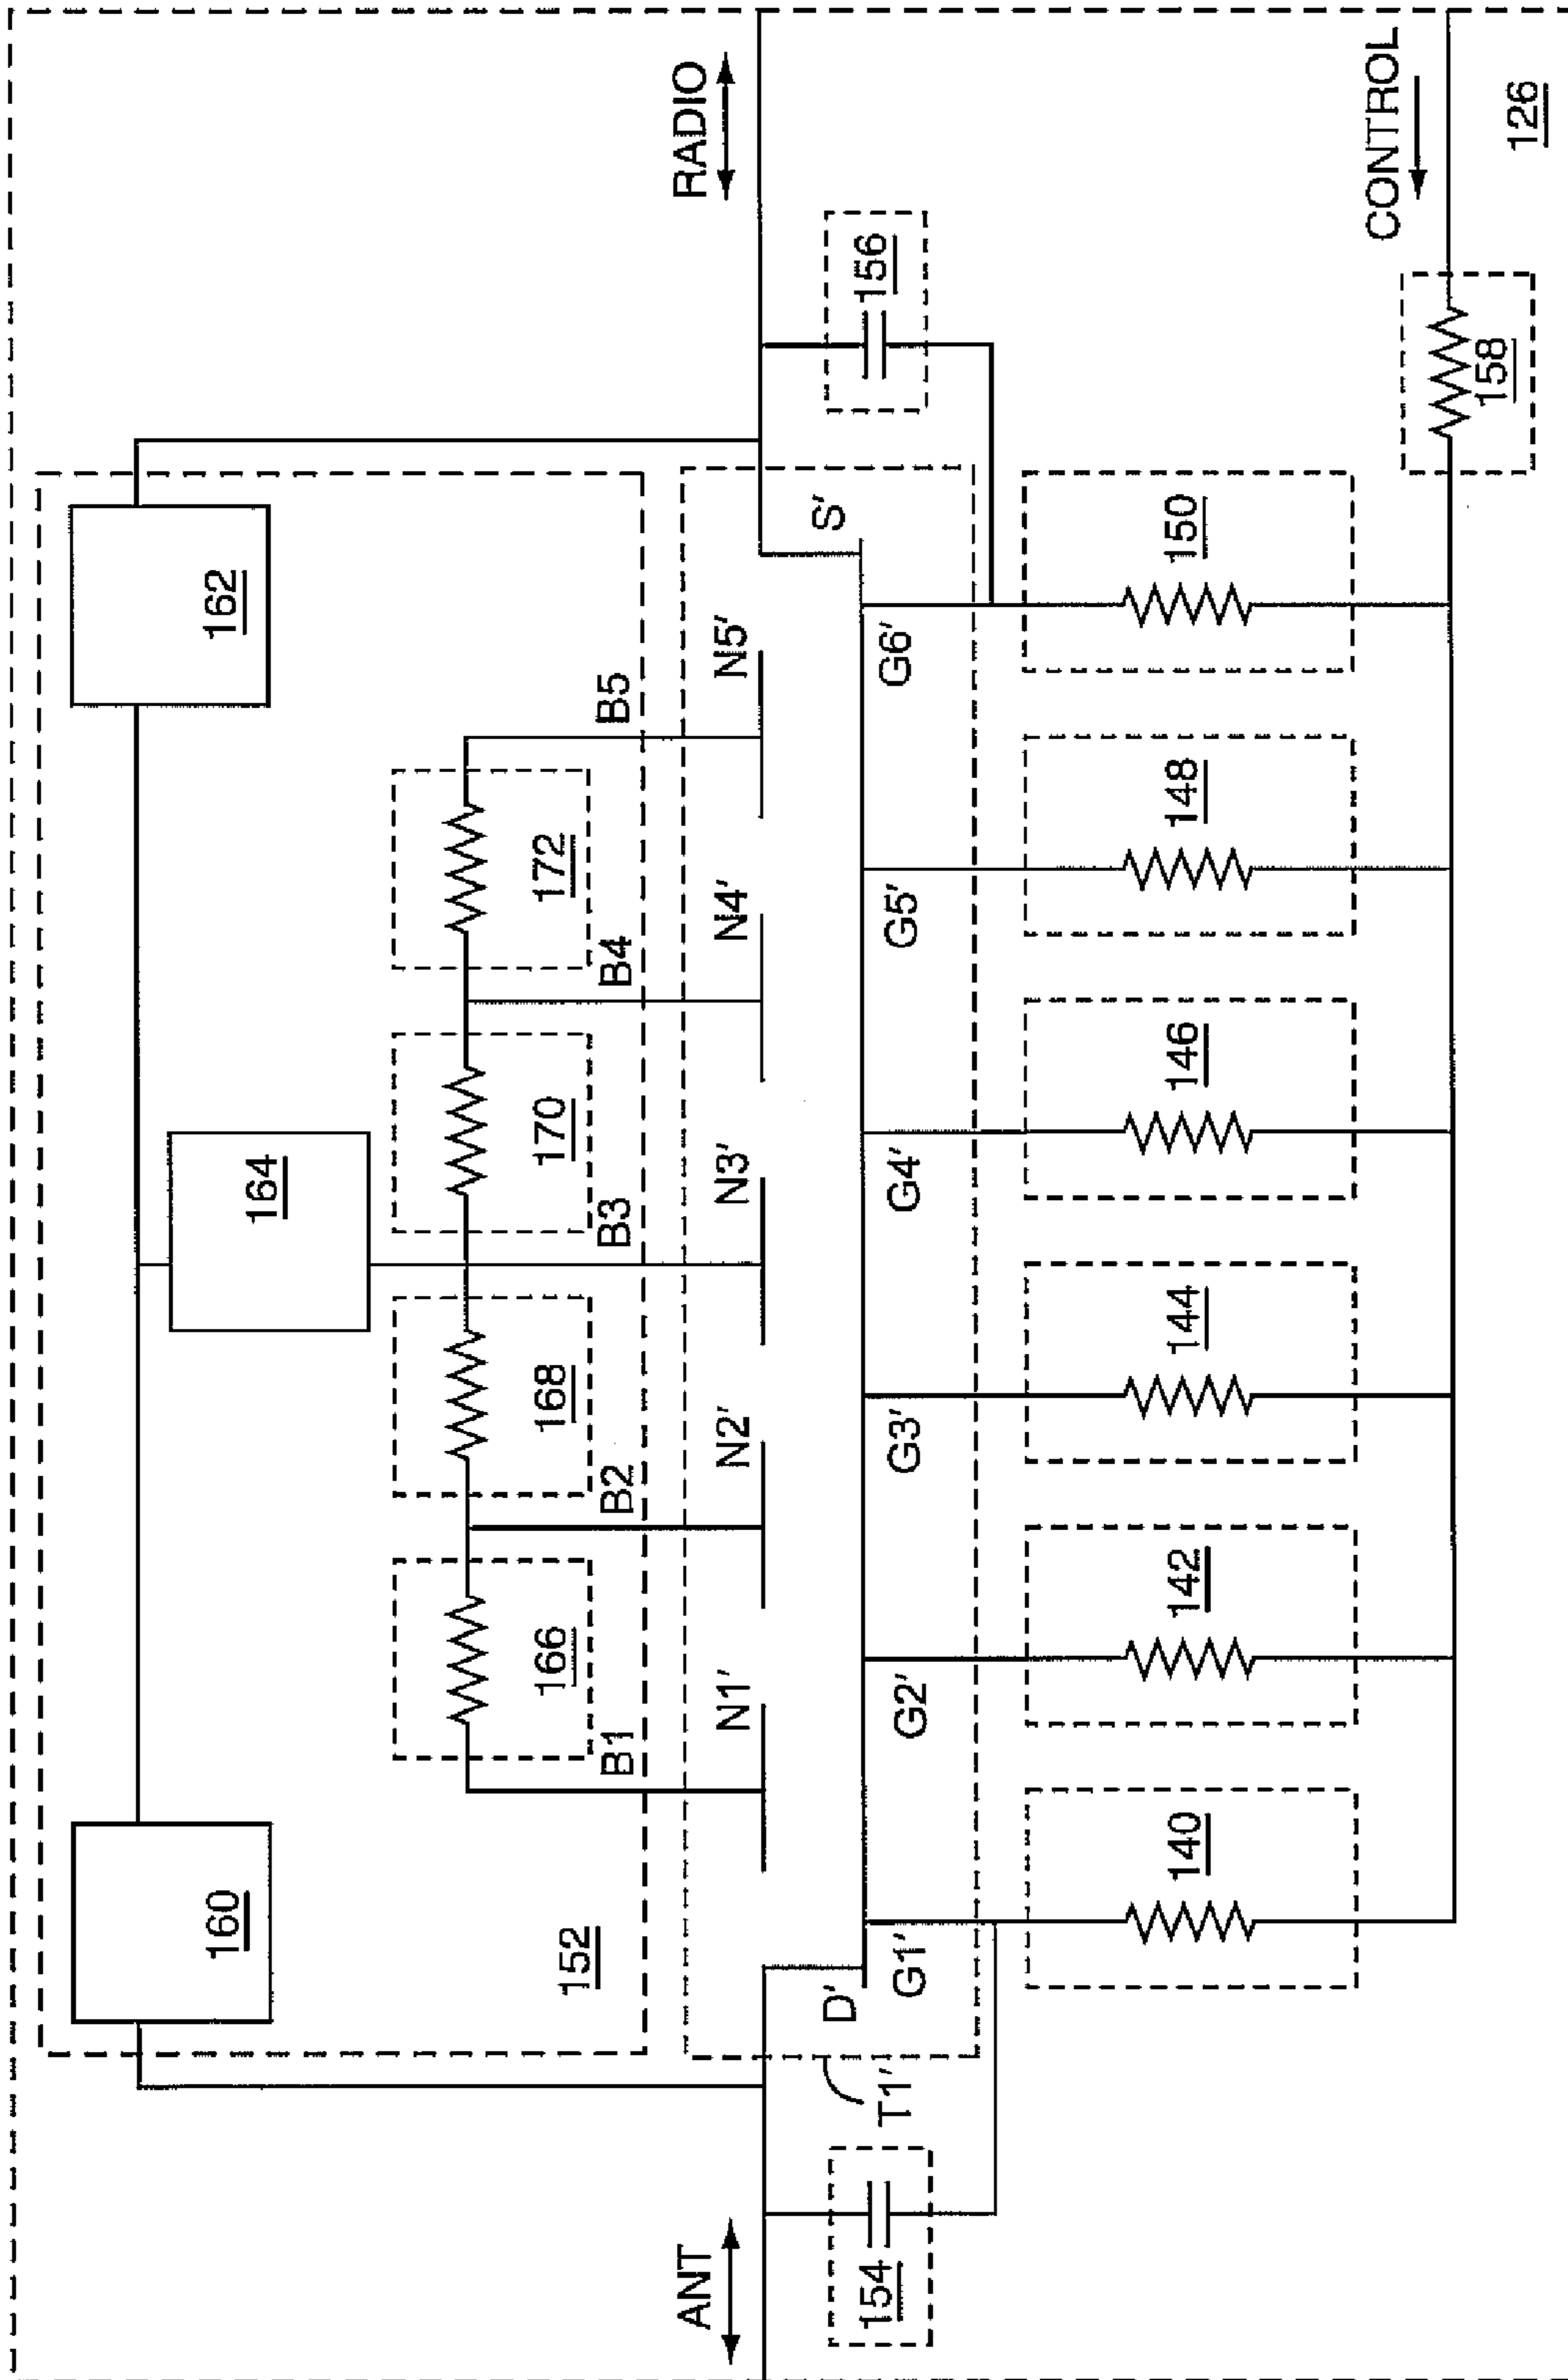 160
164
162
152
166
168
170
172
B1
B2
B3
B4
B5
ANT
RADIO
N1′
N2′
N3′
N4′
N5′
D′
S′
T1′
154
156
G1′
G2′
G3′
G4′
G5′
G6′
140
142
144
146
148
150
CONTROL
158
126